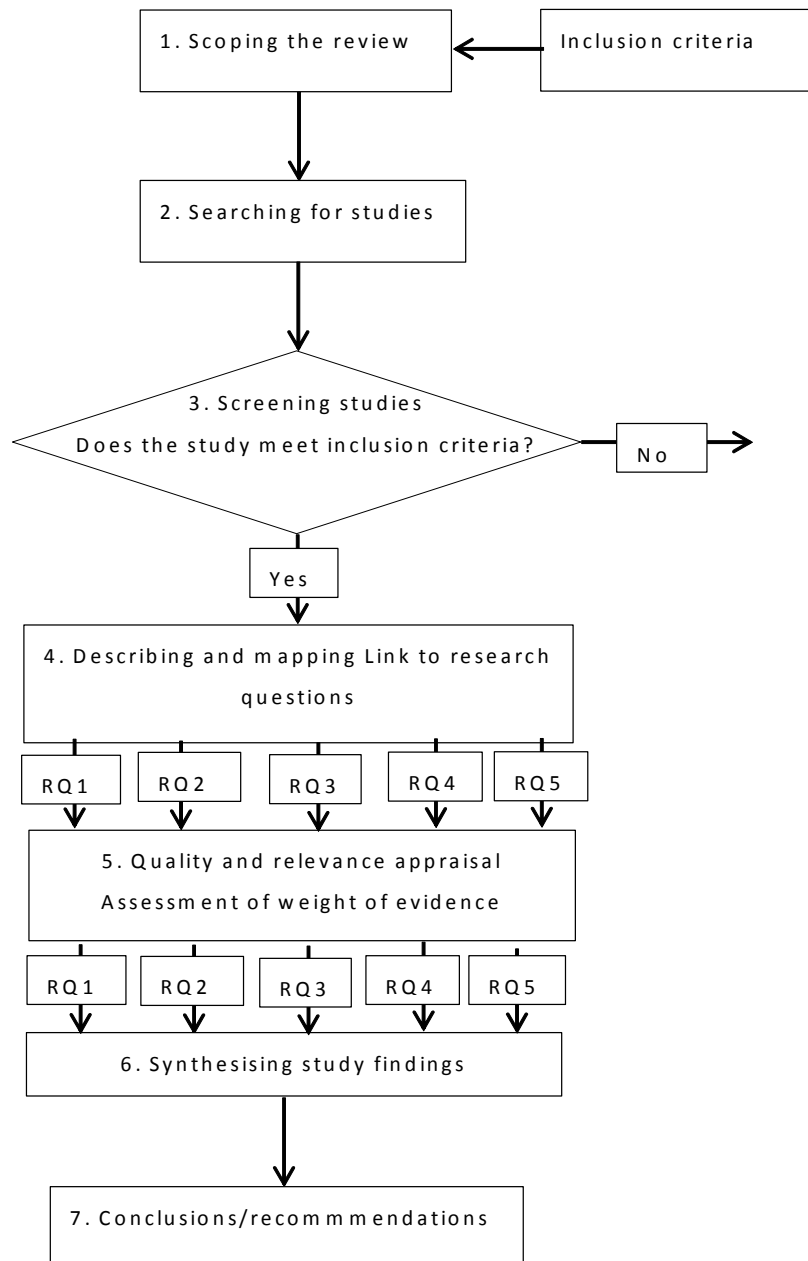 1. Scoping the review
Inclusion criteria
2. Searching for studies
3. Screening studies
Does the study meet inclusion criteria?
No
Yes
4. Describing and mapping Link to research
questions
RQ1 RQ2 RQ3 RQ4 RQ5
5. Quality and relevance appraisal
Assessment of weight of evidence
RQ1 RQ2 RQ3 RQ4 RQ5
6. Synthesising study findings
7. Conclusions/recommmendations